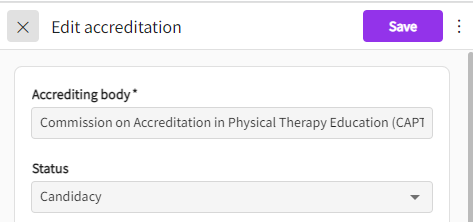 Edit accreditation
Save
Accrediting body *
Commission on Accreditation in Physical Therapy Education (CAPT
Status
Candidacy